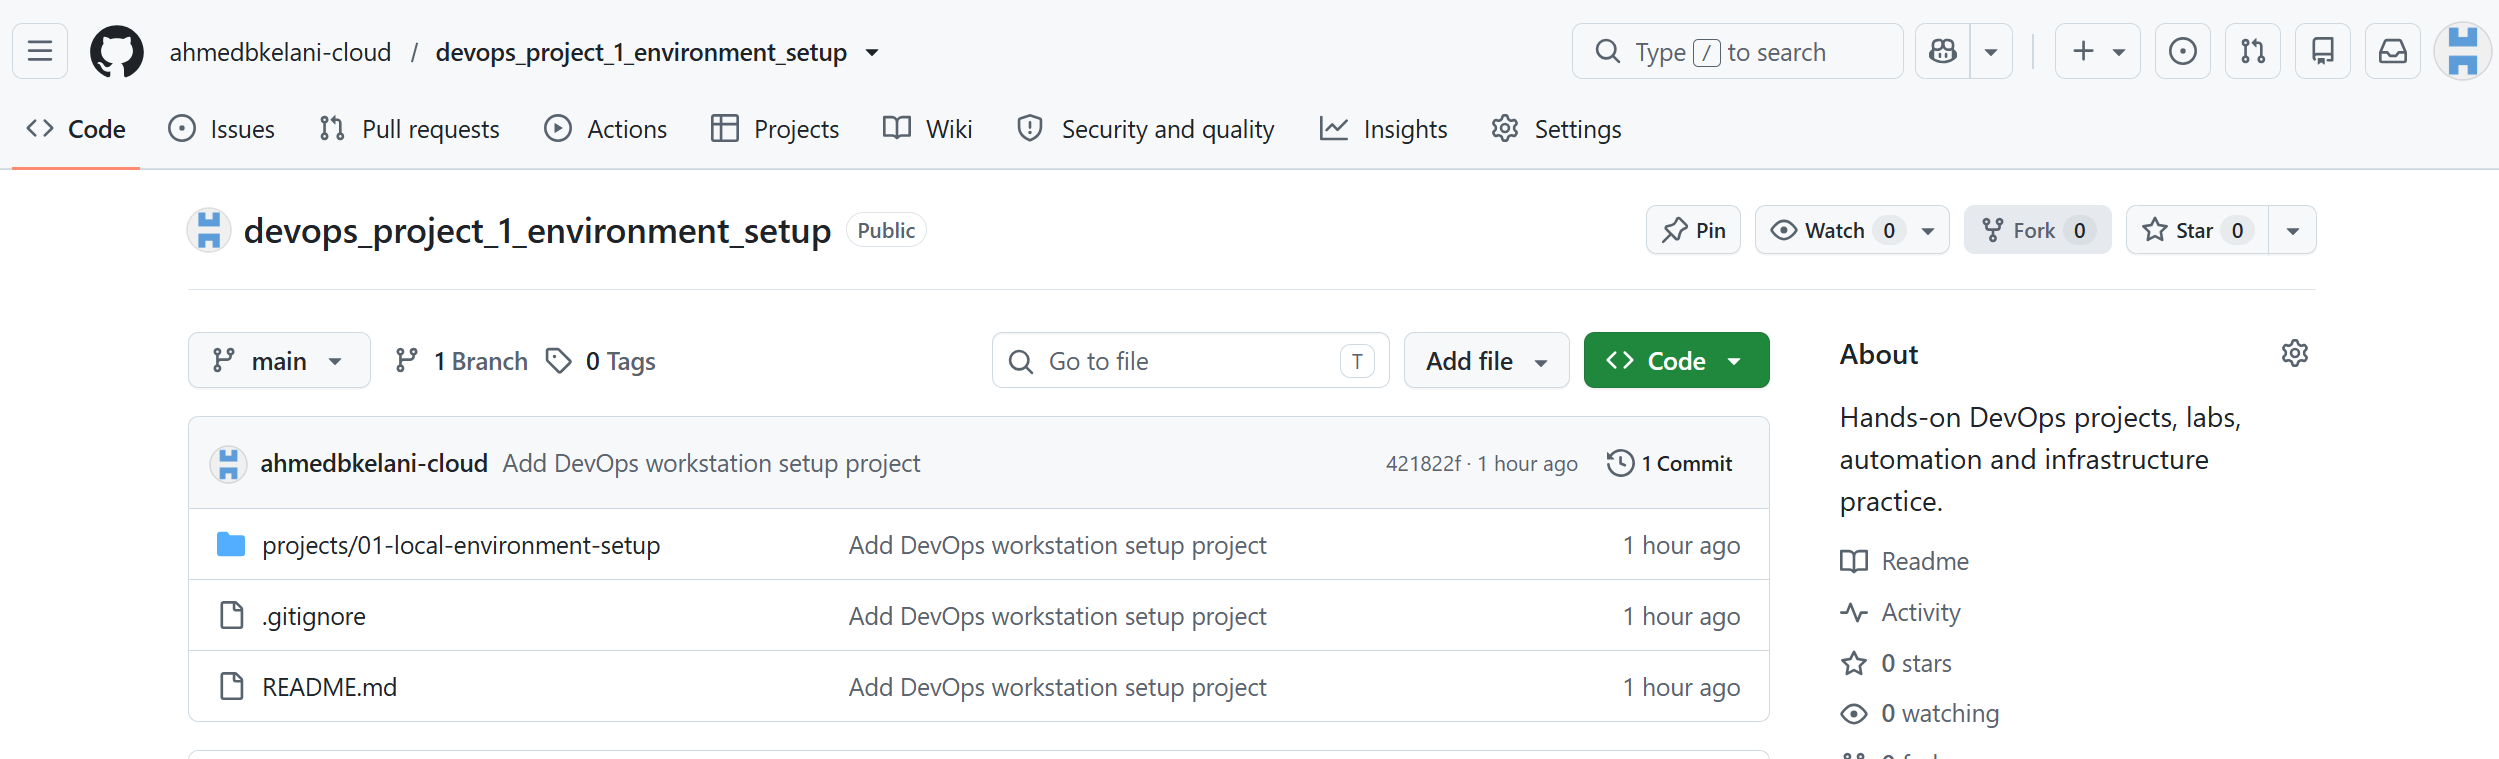 ahmedbkelani-cloud / devops_project_1_environment_setup Type / to search
Code Issues Pull requests Actions Projects Wiki Security and quality Insights Settings
devops_project_1_environment_setup Public Pin Watch 0 Fork 0 Star 0
main 1 Branch 0 Tags Go to file T Add file Code
ahmedbkelani-cloud Add DevOps workstation setup project 421822f · 1 hour ago 1 Commit
projects/01-local-environment-setup Add DevOps workstation setup project 1 hour ago
.gitignore Add DevOps workstation setup project 1 hour ago
README.md Add DevOps workstation setup project 1 hour ago
About
Hands-on DevOps projects, labs,
automation and infrastructure
practice.
Readme
Activity
0 stars
0 watching